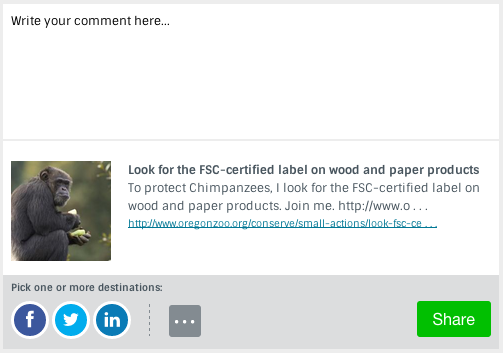 Write your comment here...
Look for the FSC-certified label on wood and paper products
To protect Chimpanzees, I look for the FSC-certified label on
wood and paper products. Join me. http://www.o . . .
http://www.oregonzoo.org/conserve/small-actions/look-fsc-ce . . .
Pick one or more destinations:
Share